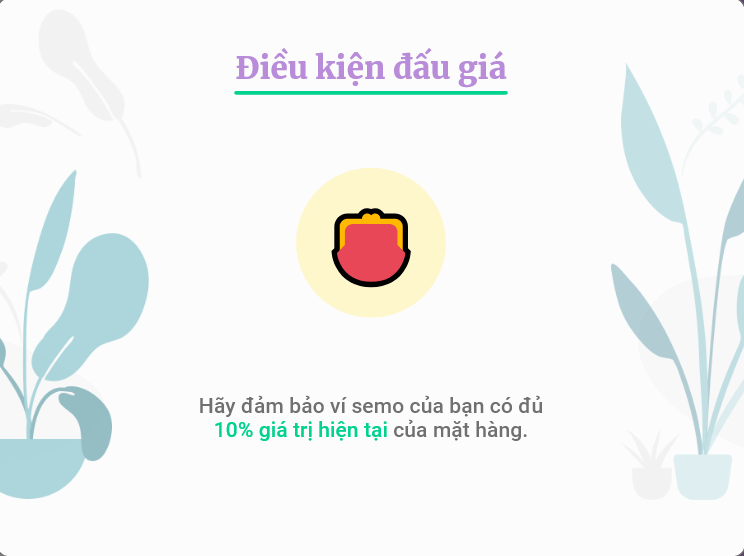 Điều kiện đấu giá
Hãy đảm bảo ví semo của bạn có đủ
10% giá trị hiện tại của mặt hàng.